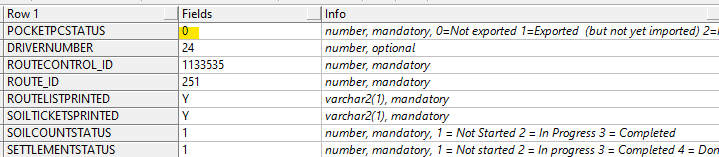 Row 1 Fields Info
POCKETPCSTATUS 0 number, mandatory, 0=Not exported 1=Exported (but not yet imported) 2=
DRIVERNUMBER 24 number, optional
ROUTECONTROL_ID 1133535 number, mandatory
ROUTE_ID 251 number, mandatory
ROUTELISTPRINTED Y varchar2(1), mandatory
SOILTICKETSPRINTED Y varchar2(1), mandatory
SOILCOUNTSTATUS 1 number, mandatory, 1 = Not Started 2 = In Progress 3 = Completed
SETTLEMENTSTATUS 1 number, mandatory, 1 = Not started 2 = In progress 3 = Completed 4 = Don